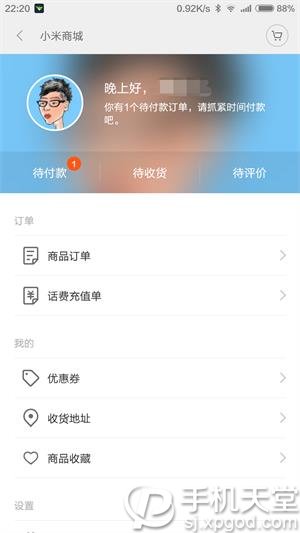 22:20
0.92K/s
88%
小米商城
晚上好，
你有1个待付款订单，请抓紧时间付款
吧。
待付款 1
待收货
待评价
订单
商品订单
话费充值单
我的
优惠券
收货地址
商品收藏
设置
手机天堂
sj.xpgod.com